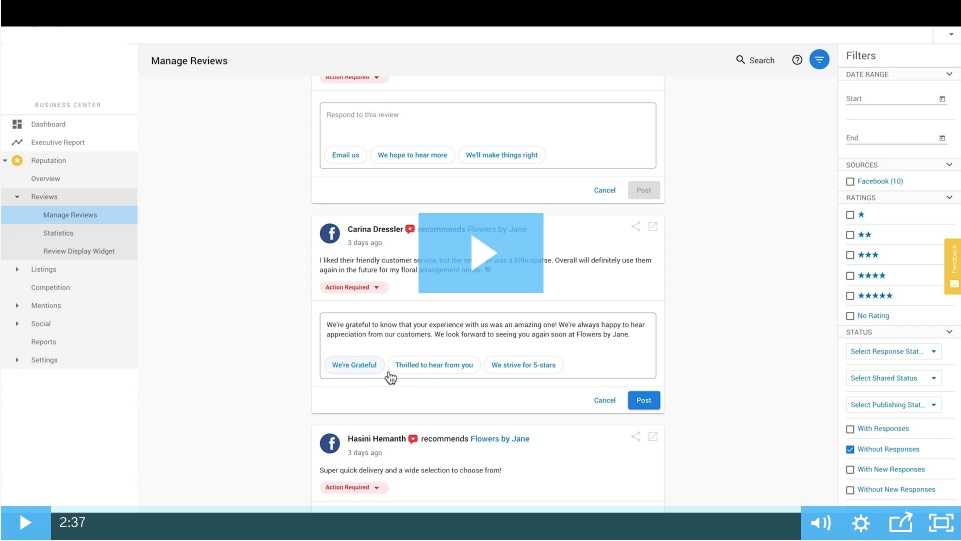 Manage Reviews
Search
Filters
BUSINESS CENTER
Dashboard
Executive Report
Reputation
Overview
Reviews
Manage Reviews
Statistics
Review Display Widget
Listings
Competition
Mentions
Social
Reports
Settings
Action Required
Respond to this review
Email us
We hope to hear more
We'll make things right
Cancel
Post
Carina Dressler recommends Flowers by Jane
3 days ago
I liked their friendly customer service, but the was a little sparse. Overall will definitely use them
again in the future for my floral arrangement needs.
Action Required
We're grateful to know that your experience with us was an amazing one! We're always happy to hear
appreciation from our customers. We look forward to seeing you again soon at Flowers by Jane.
We're Grateful
Thrilled to hear from you
We strive for 5-stars
Cancel
Post
Hasini Hemanth recommends Flowers by Jane
3 days ago
Super quick delivery and a wide selection to choose from!
Action Required
DATE RANGE
Start
End
SOURCES
Facebook (10)
RATINGS
No Rating
STATUS
Select Response Stat...
Select Shared Status
Select Publishing Stat...
With Responses
Without Responses
With New Responses
Without New Responses
Feedback
2:37